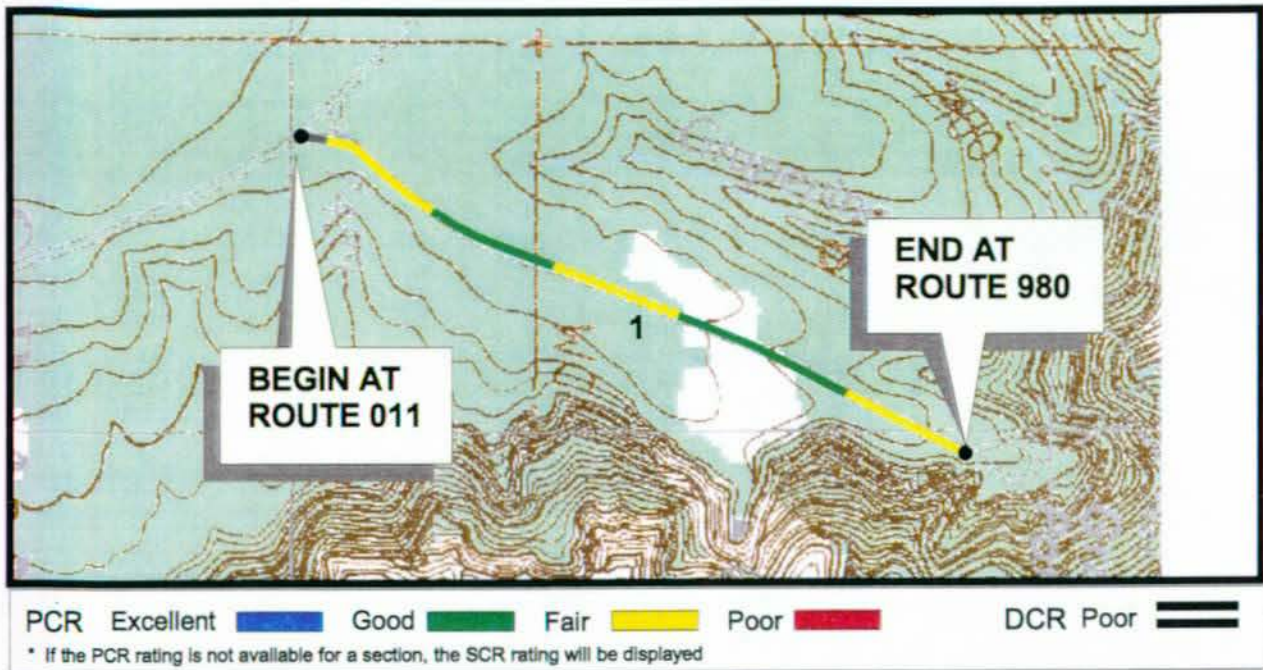 BEGIN AT
ROUTE 011
1
END AT
ROUTE 980
PCR Excellent Good Fair Poor DCR Poor
* If the PCR rating is not available for a section, the SCR rating will be displayed